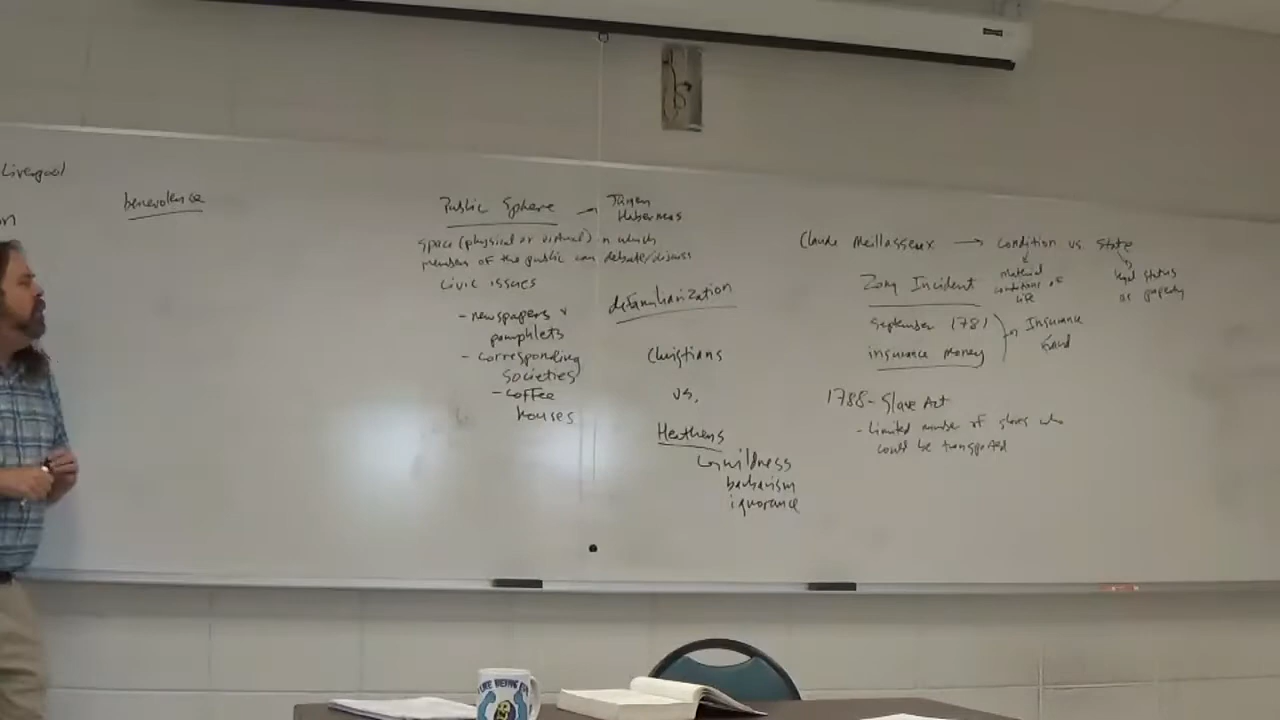 Liverpool
on
benevolence
Public Sphere → Jürgen
Habermas
space (physical or virtual) in which
members of the public can debate/discuss
civic issues
- newspapers &
pamphlets
- corresponding
societies
- coffee
houses
defamiliarization
Christians
vs.
Heathens
↳ wildness
barbarism
ignorance
Claude Meillassoux → condition vs state
material
conditions of
life
legal status
as property
Zong Incident
September 1781
insurance money
Insurance
fraud
1788 - Slave Act
- Limited number of slaves who
could be transported